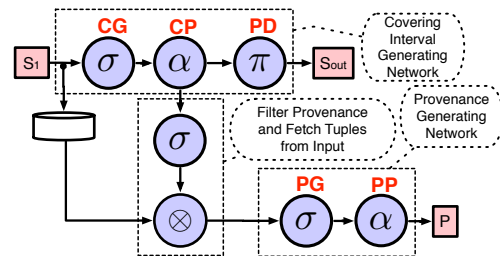 CG CP PD
S1 σ α π Sout
Covering
Interval
Generating
Network
σ
Filter Provenance
and Fetch Tuples
from Input
Provenance
Generating
Network
PG PP
⊗ σ α P